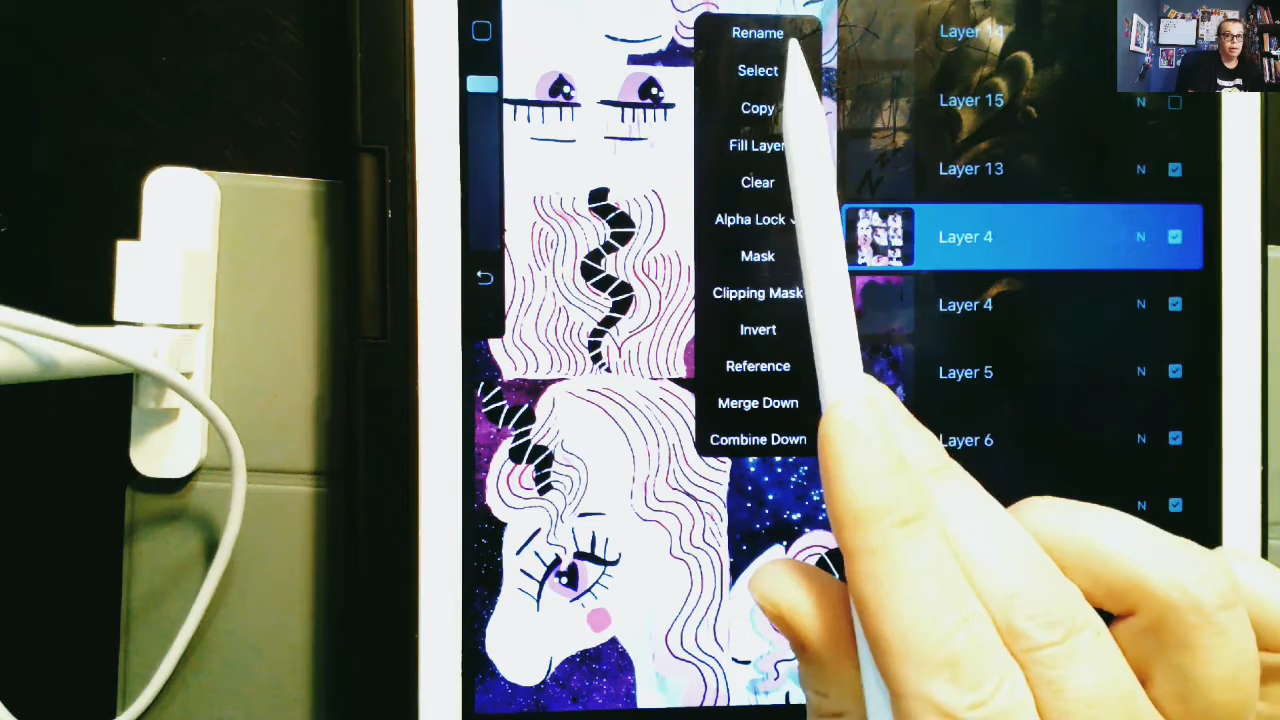 Rename
Select
Copy
Fill Layer
Clear
Alpha Lock
Mask
Clipping Mask
Invert
Reference
Merge Down
Combine Down
Layer 14
Layer 15
N
Layer 13
N
Layer 4
N
Layer 4
N
Layer 5
N
Layer 6
N
N